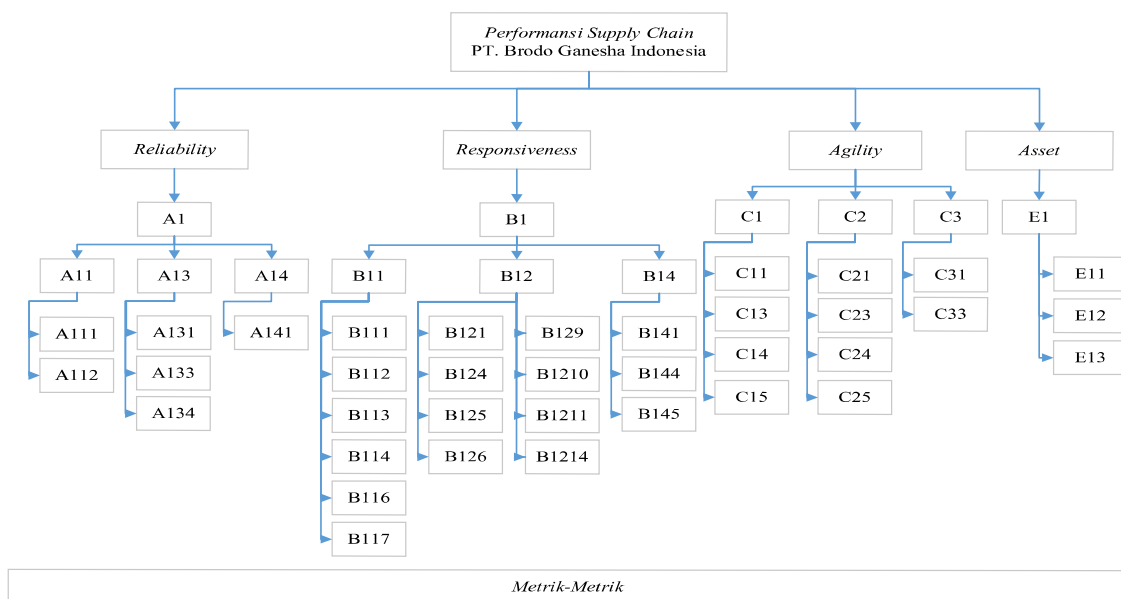 Performansi Supply Chain
PT. Brodo Ganesha Indonesia
Reliability
Responsiveness
Agility
Asset
A1
B1
C1
C2
C3
E1
A11
A13
A14
B11
B12
B14
A111
A112
A131
A133
A134
A141
B111
B112
B113
B114
B116
B117
B121
B124
B125
B126
B129
B1210
B1211
B1214
B141
B144
B145
C11
C13
C14
C15
C21
C23
C24
C25
C31
C33
E11
E12
E13
Metrik-Metrik